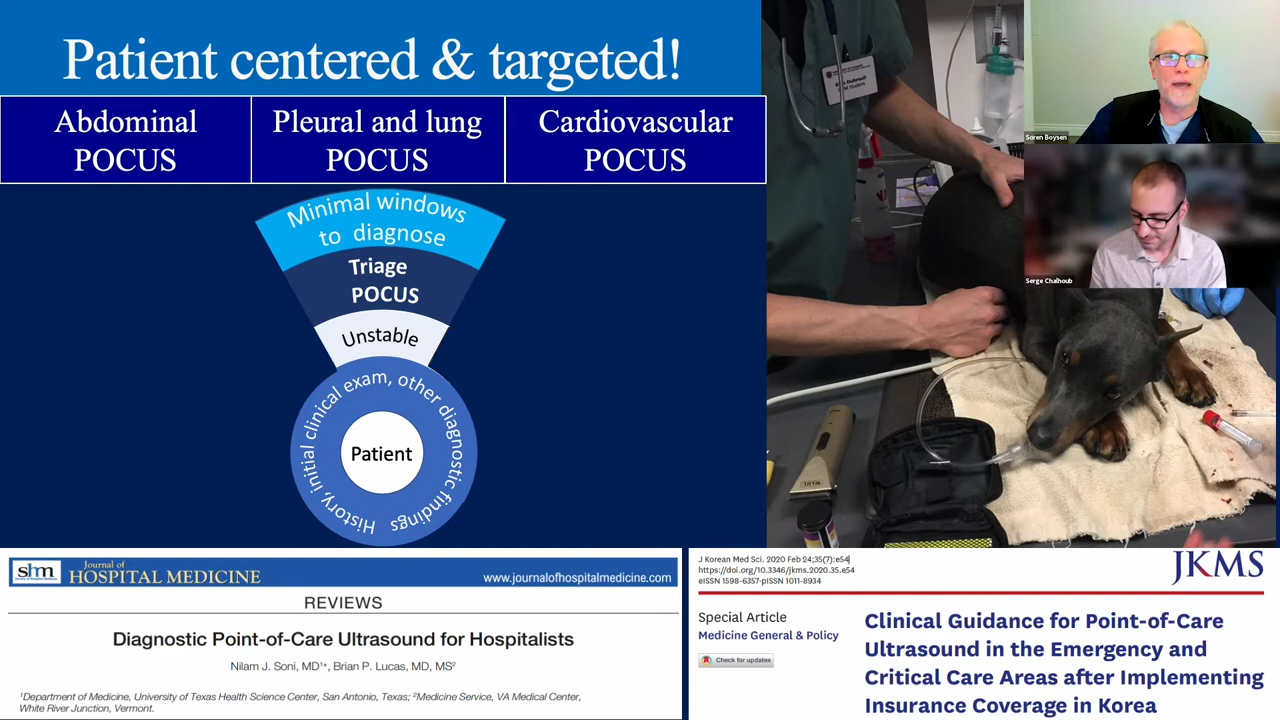 Patient centered & targeted!
Abdominal
POCUS
Pleural and lung
POCUS
Cardiovascular
POCUS
Minimal windows
to diagnose
Triage
POCUS
Unstable
History, initial clinical exam, other diagnostic findings
Patient
Soren Boysen
Serge Chalhoub
WAHL
shm
Journal of
HOSPITAL MEDICINE
www.journalofhospitalmedicine.com
REVIEWS
Diagnostic Point-of-Care Ultrasound for Hospitalists
Nilam J. Soni, MD¹*, Brian P. Lucas, MD, MS²
¹Department of Medicine, University of Texas Health Science Center, San Antonio, Texas; ²Medicine Service, VA Medical Center,
White River Junction, Vermont.
J Korean Med Sci. 2020 Feb 24;35(7):e54
https://doi.org/10.3346/jkms.2020.35.e54
eISSN 1598-6357·pISSN 1011-8934
JKMS
Special Article
Medicine General & Policy
Check for updates
Clinical Guidance for Point-of-Care
Ultrasound in the Emergency and
Critical Care Areas after Implementing
Insurance Coverage in Korea